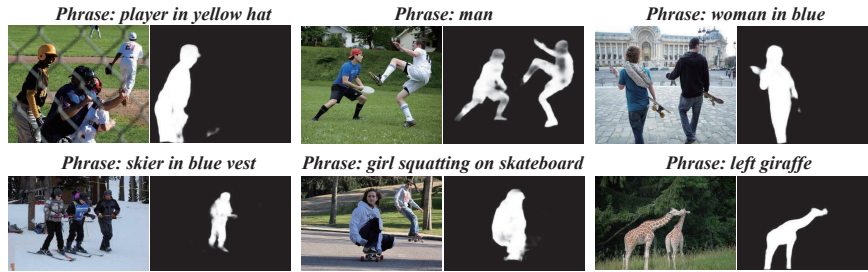 Phrase: player in yellow hat
Phrase: man
Phrase: woman in blue
Phrase: skier in blue vest
Phrase: girl squatting on skateboard
Phrase: left giraffe